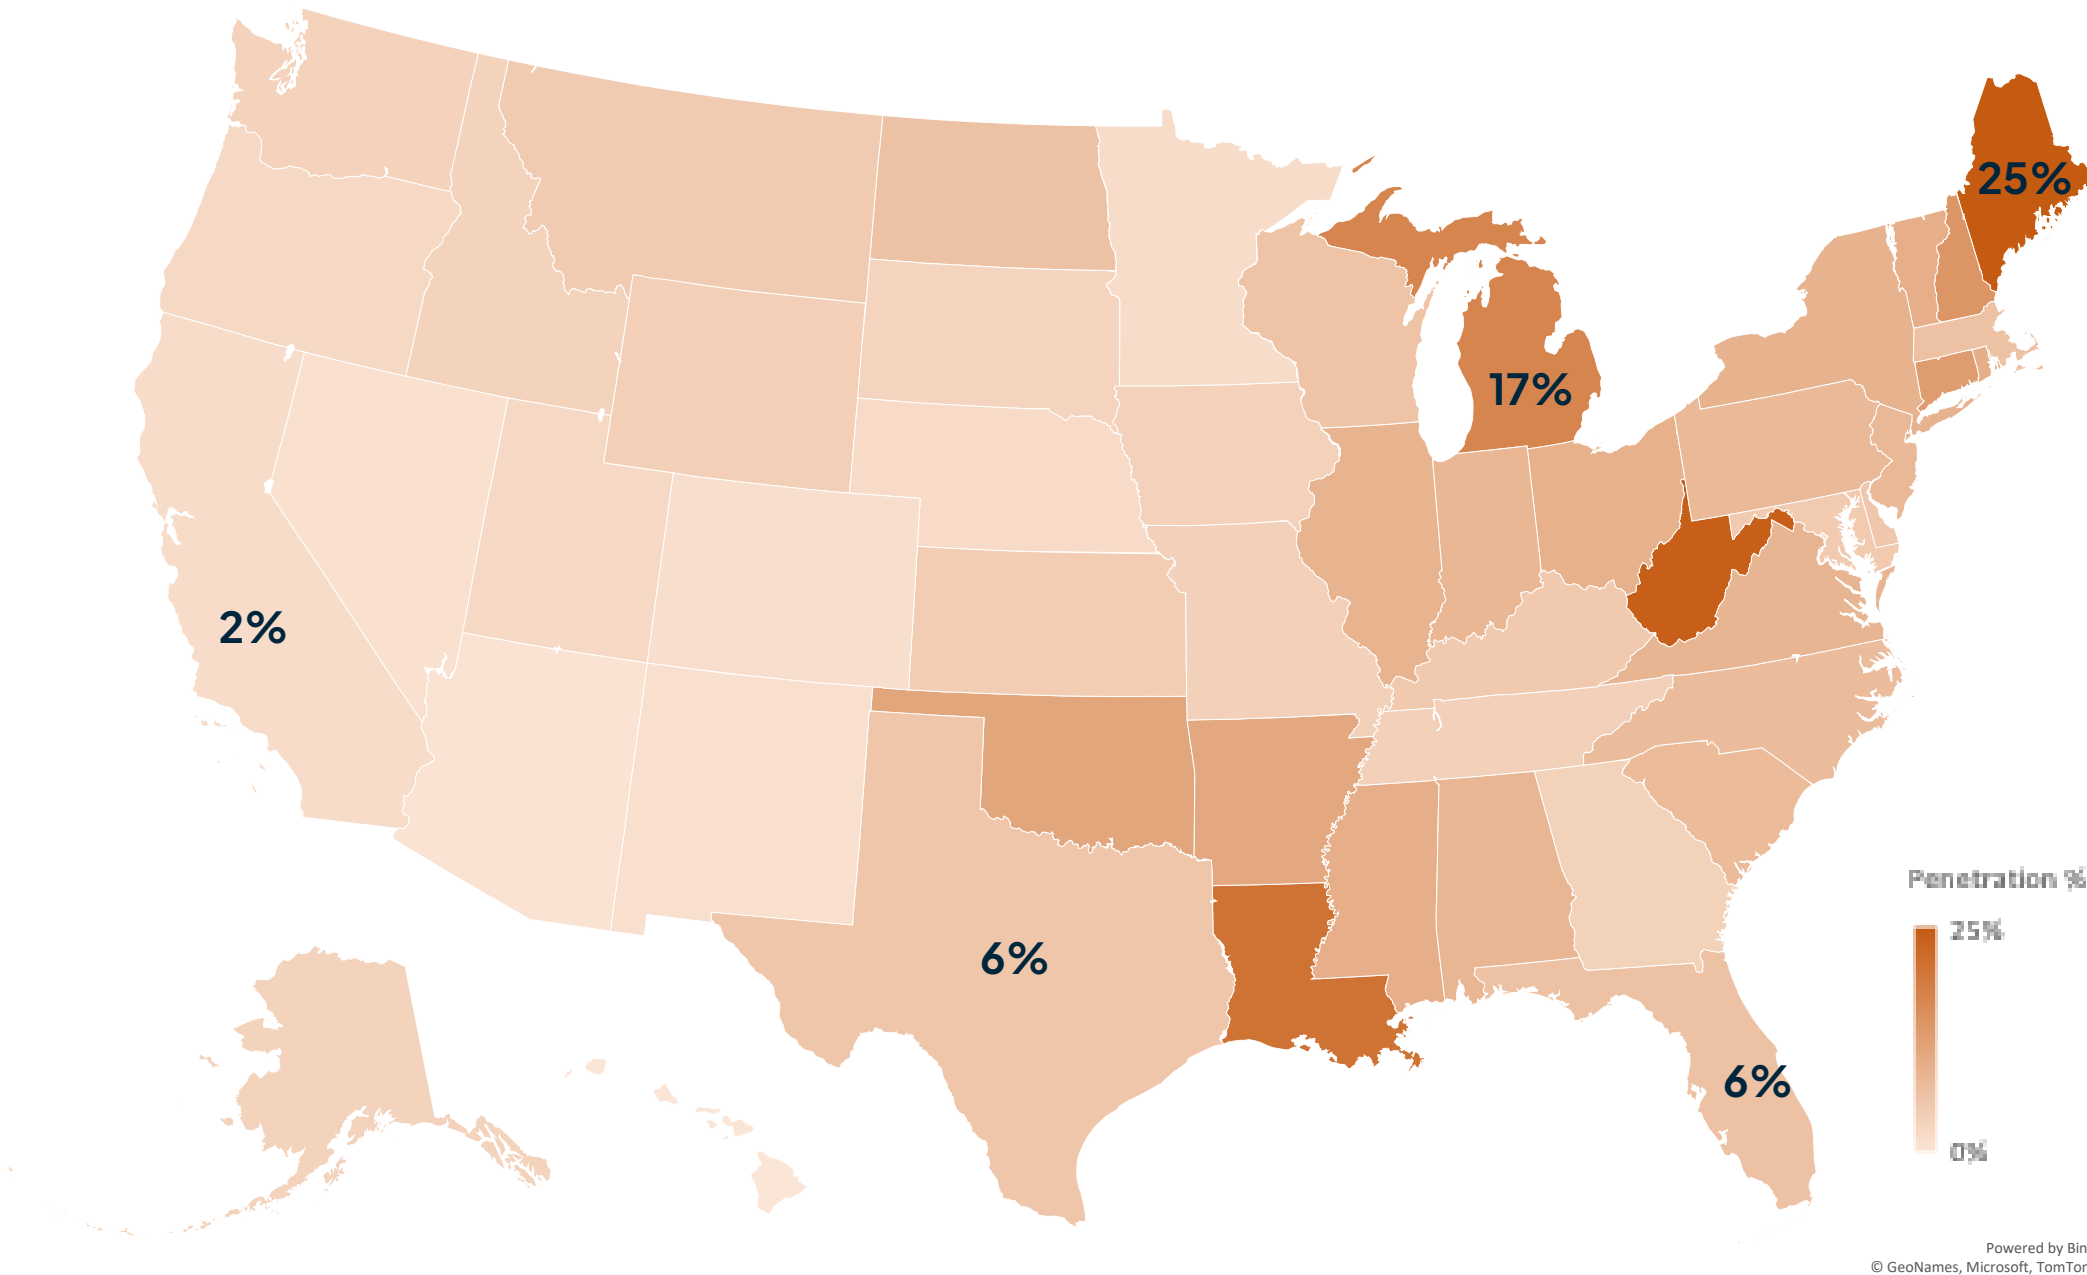 25%
17%
2%
6%
6%
Penetration %
25%
0%
Powered by Bin
© GeoNames, Microsoft, TomTor